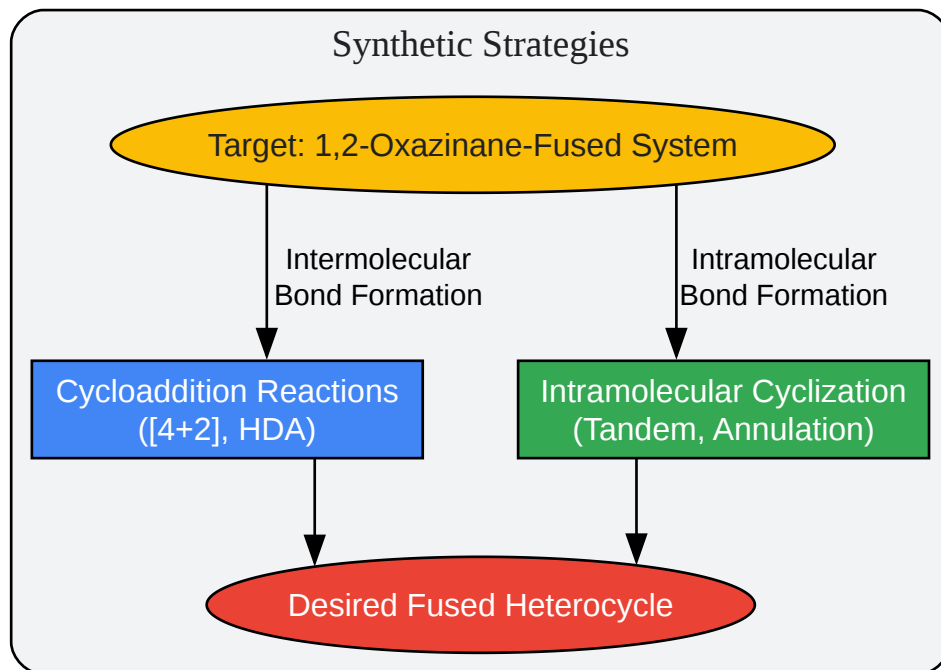 Synthetic Strategies
Target: 1,2-Oxazinane-Fused System
Intermolecular
Bond Formation
Intramolecular
Bond Formation
Cycloaddition Reactions
([4+2], HDA)
Intramolecular Cyclization
(Tandem, Annulation)
Desired Fused Heterocycle